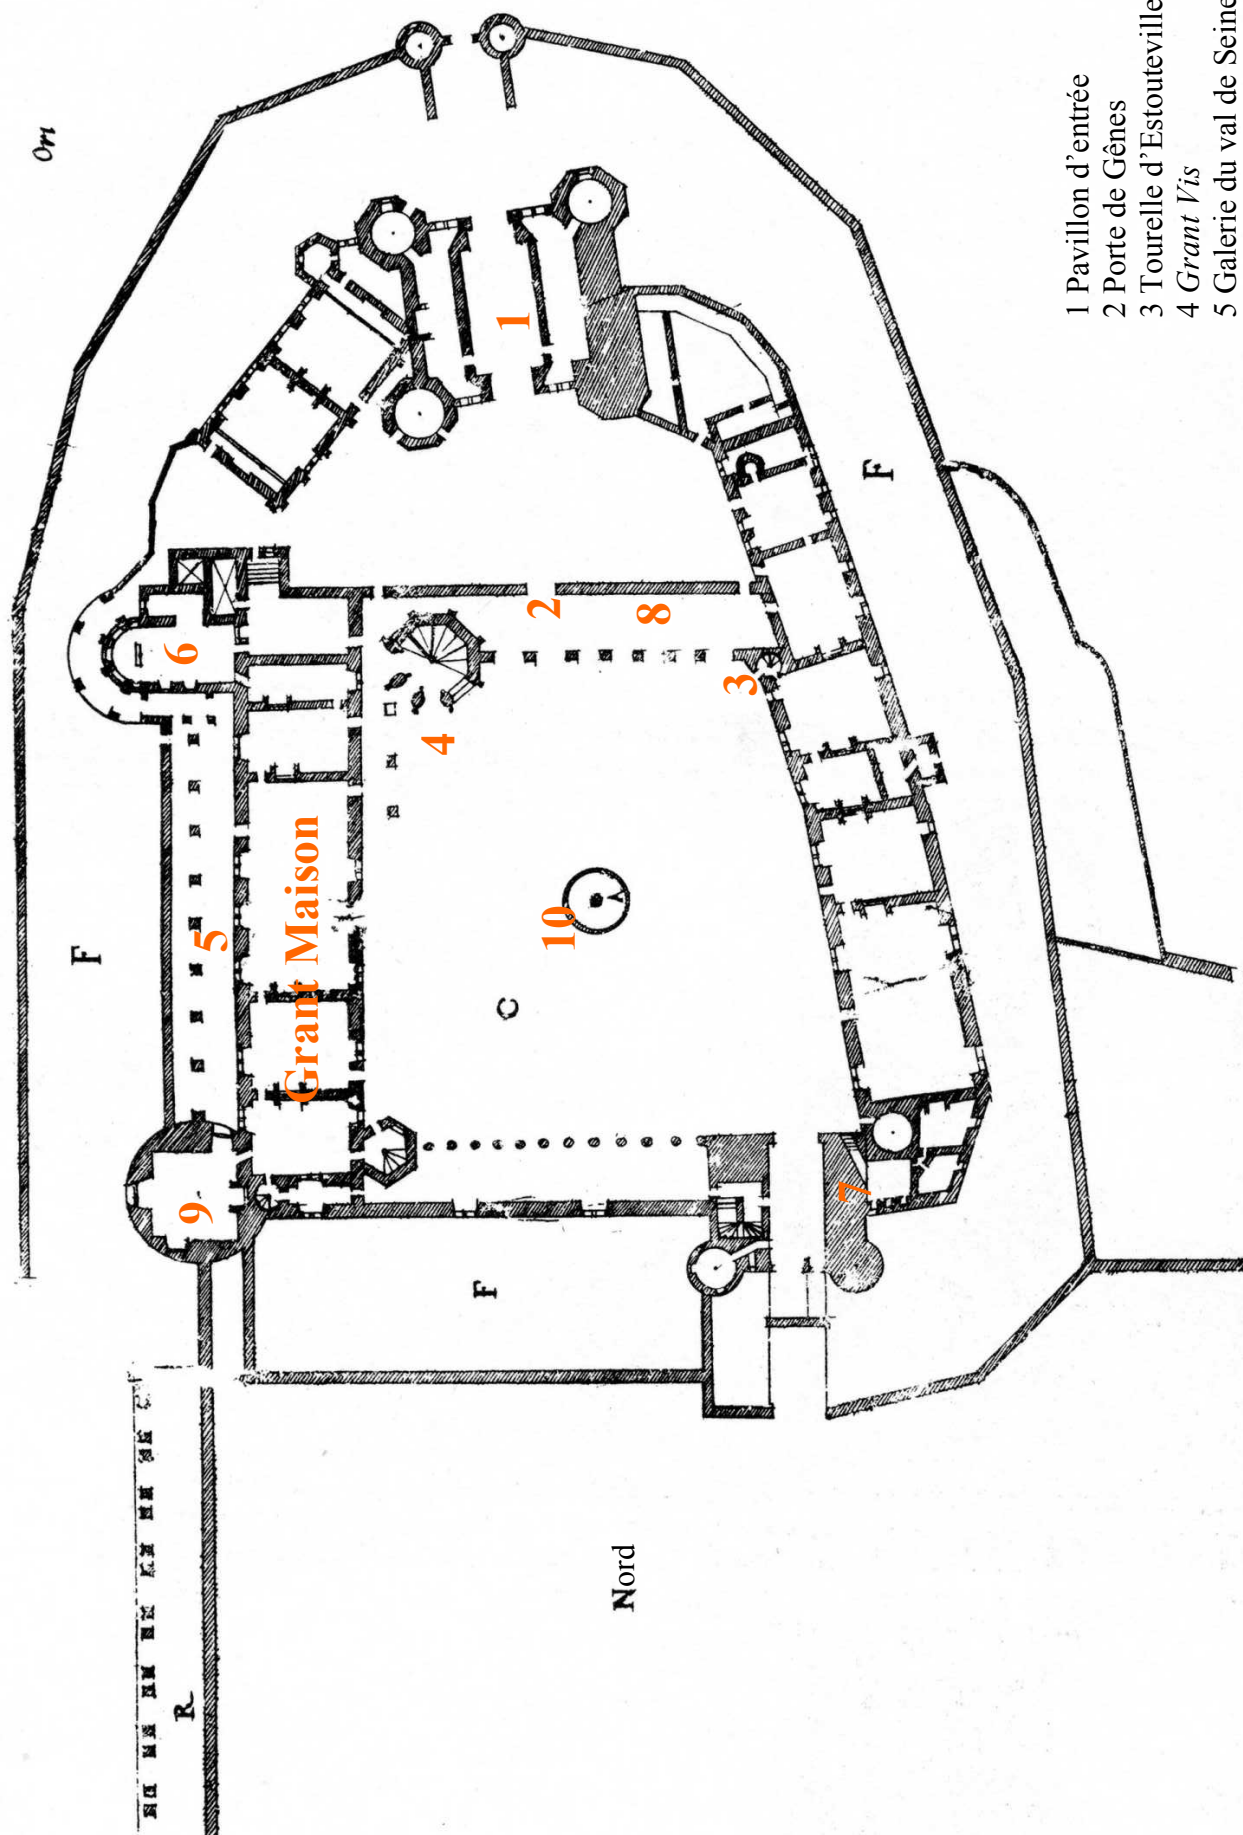 On
F
9
5
6
Grant Maison
4
2
8
1
10
C
A
3
7
F
F
R
Nord
1 Pavillon d’entrée
2 Porte de Gênes
3 Tourelle d’Estouteville
4 Grant Vis
5 Galerie du val de Seine